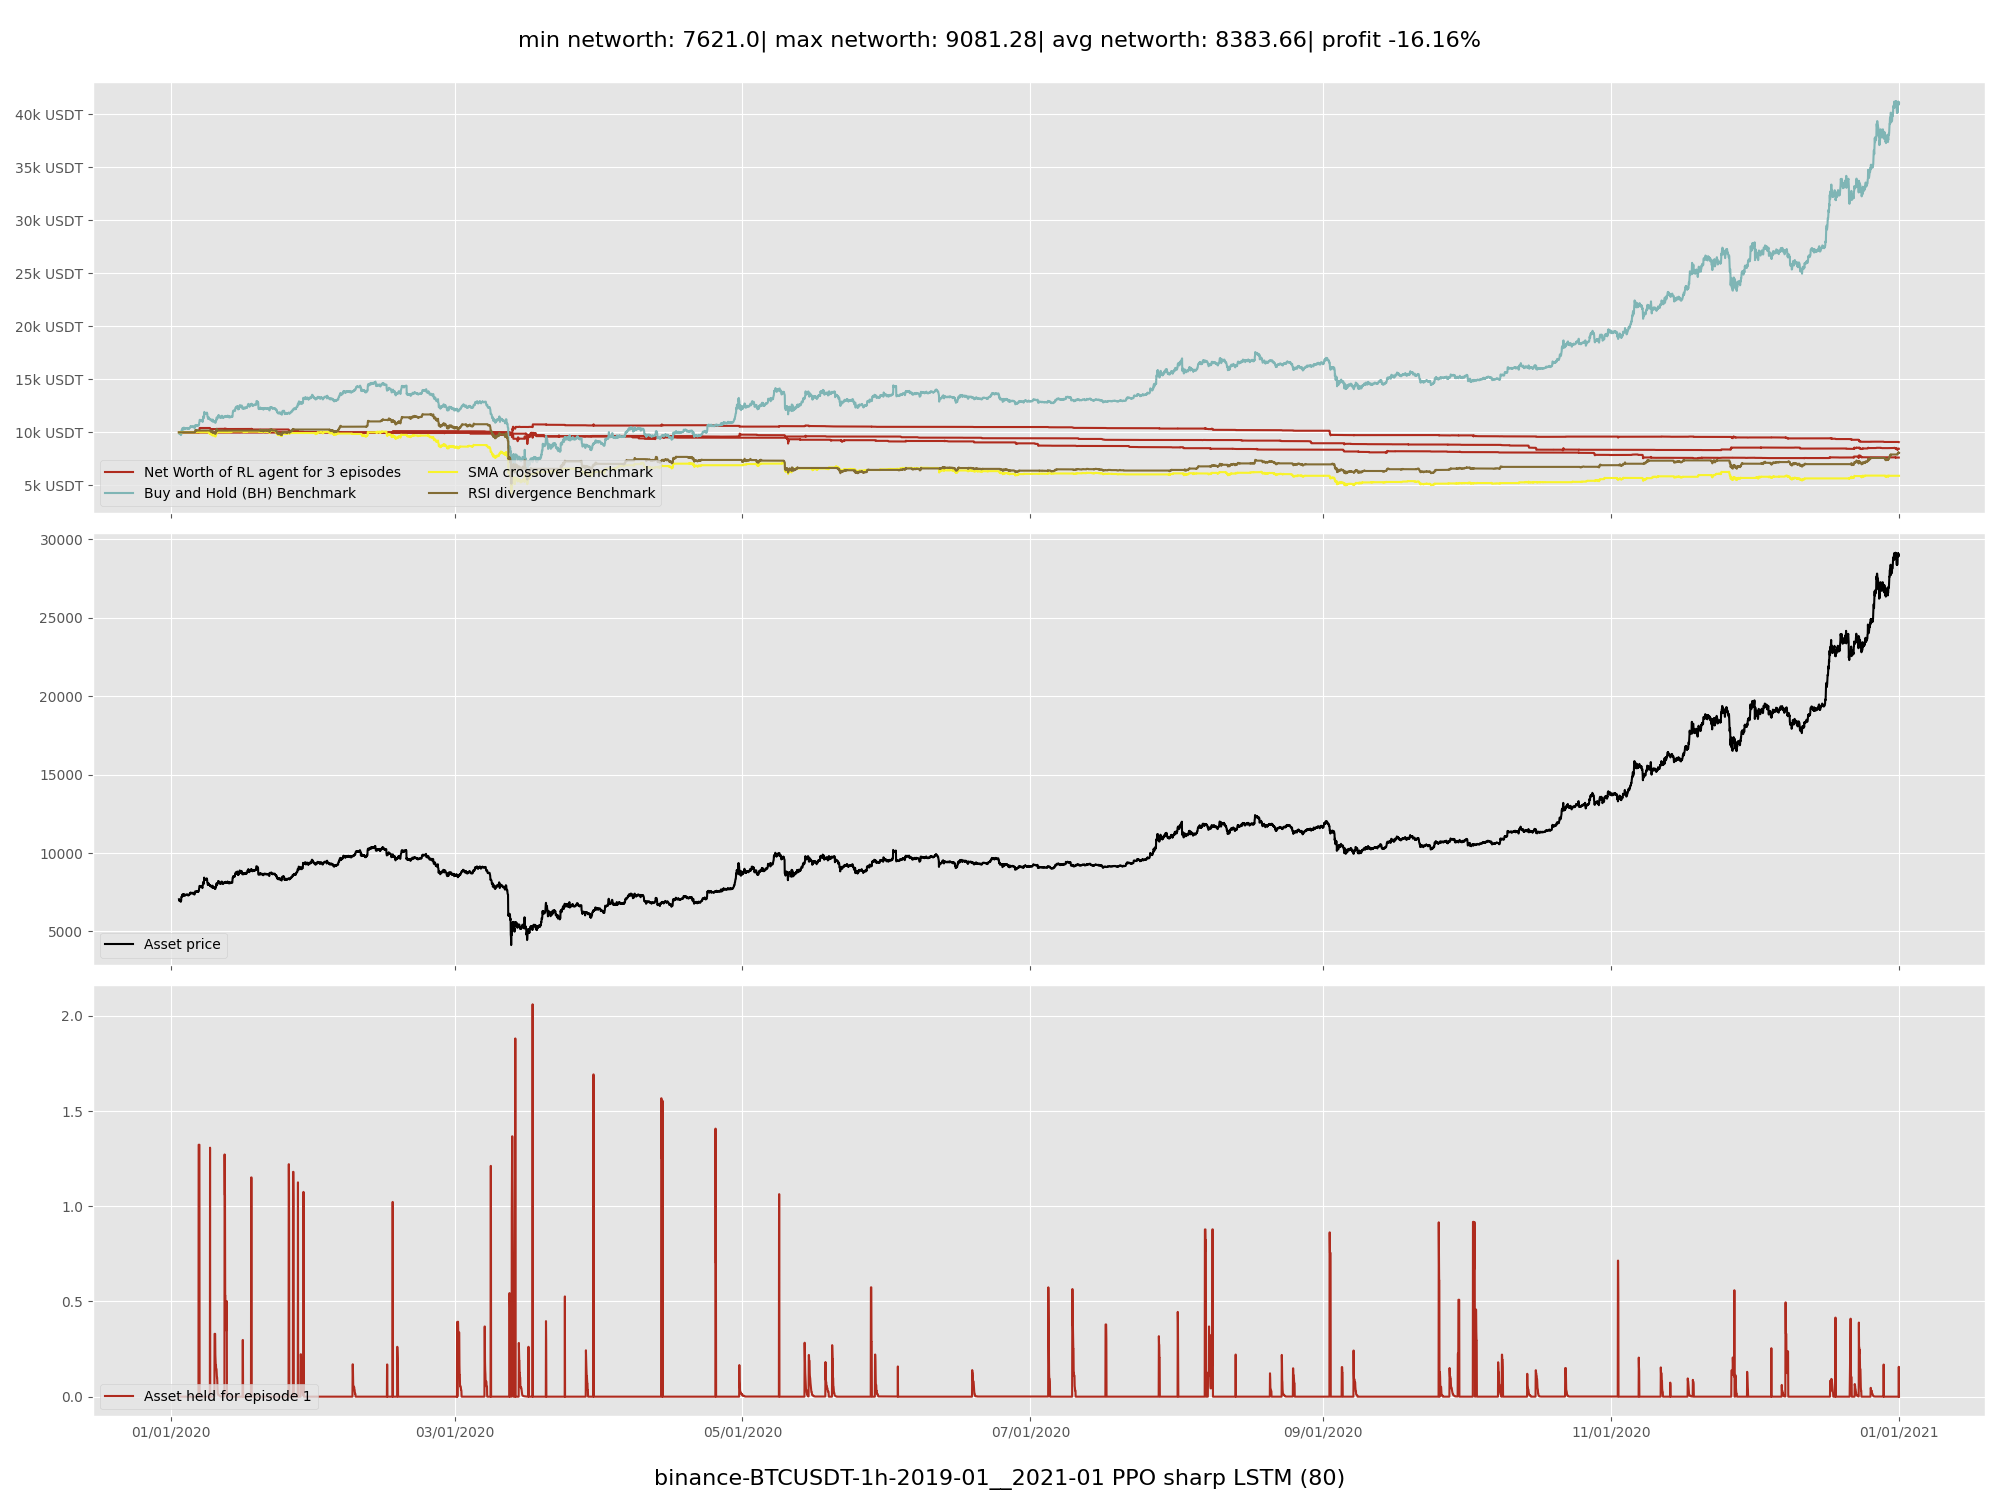 min networth: 7621.0| max networth: 9081.28| avg networth: 8383.66| profit -16.16%
40k USDT
35k USDT
30k USDT
25k USDT
20k USDT
15k USDT
10k USDT
5k USDT
Net Worth of RL agent for 3 episodes
Buy and Hold (BH) Benchmark
SMA crossover Benchmark
RSI divergence Benchmark
30000
25000
20000
15000
10000
5000
Asset price
2.0
1.5
1.0
0.5
0.0
Asset held for episode 1
01/01/2020 03/01/2020 05/01/2020 07/01/2020 09/01/2020 11/01/2020 01/01/2021
binance-BTCUSDT-1h-2019-01__2021-01 PPO sharp LSTM (80)